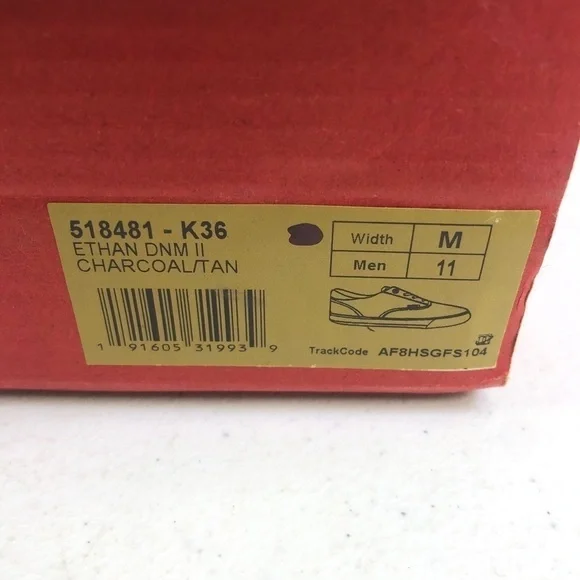 518481 - K36
ETHAN DNM II
CHARCOAL/TAN
1 91605 31993 9
Width M
Men 11
TrackCode AF8HSGFS104